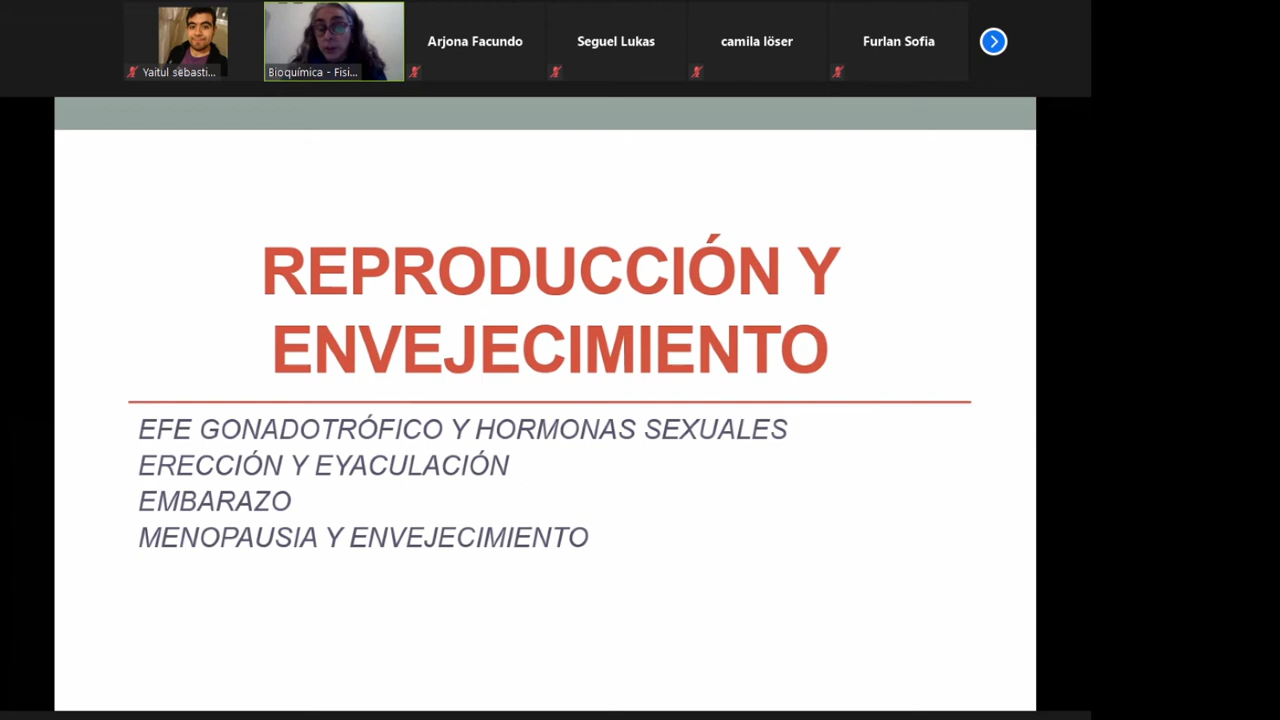 Yaitul sebasti...
Bioquímica - Fisi...
Arjona Facundo
Seguel Lukas
camila löser
Furlan Sofia
REPRODUCCIÓN Y
ENVEJECIMIENTO
EFE GONADOTRÓFICO Y HORMONAS SEXUALES
ERECCIÓN Y EYACULACIÓN
EMBARAZO
MENOPAUSIA Y ENVEJECIMIENTO